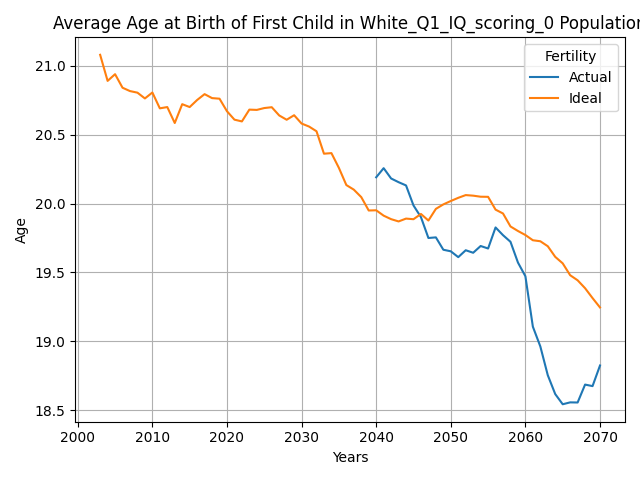 Average Age at Birth of First Child in White_Q1_IQ_scoring_0 Population
Fertility
Actual
Ideal
Age
21.0
20.5
20.0
19.5
19.0
18.5
2000
2010
2020
2030
2040
2050
2060
2070
Years